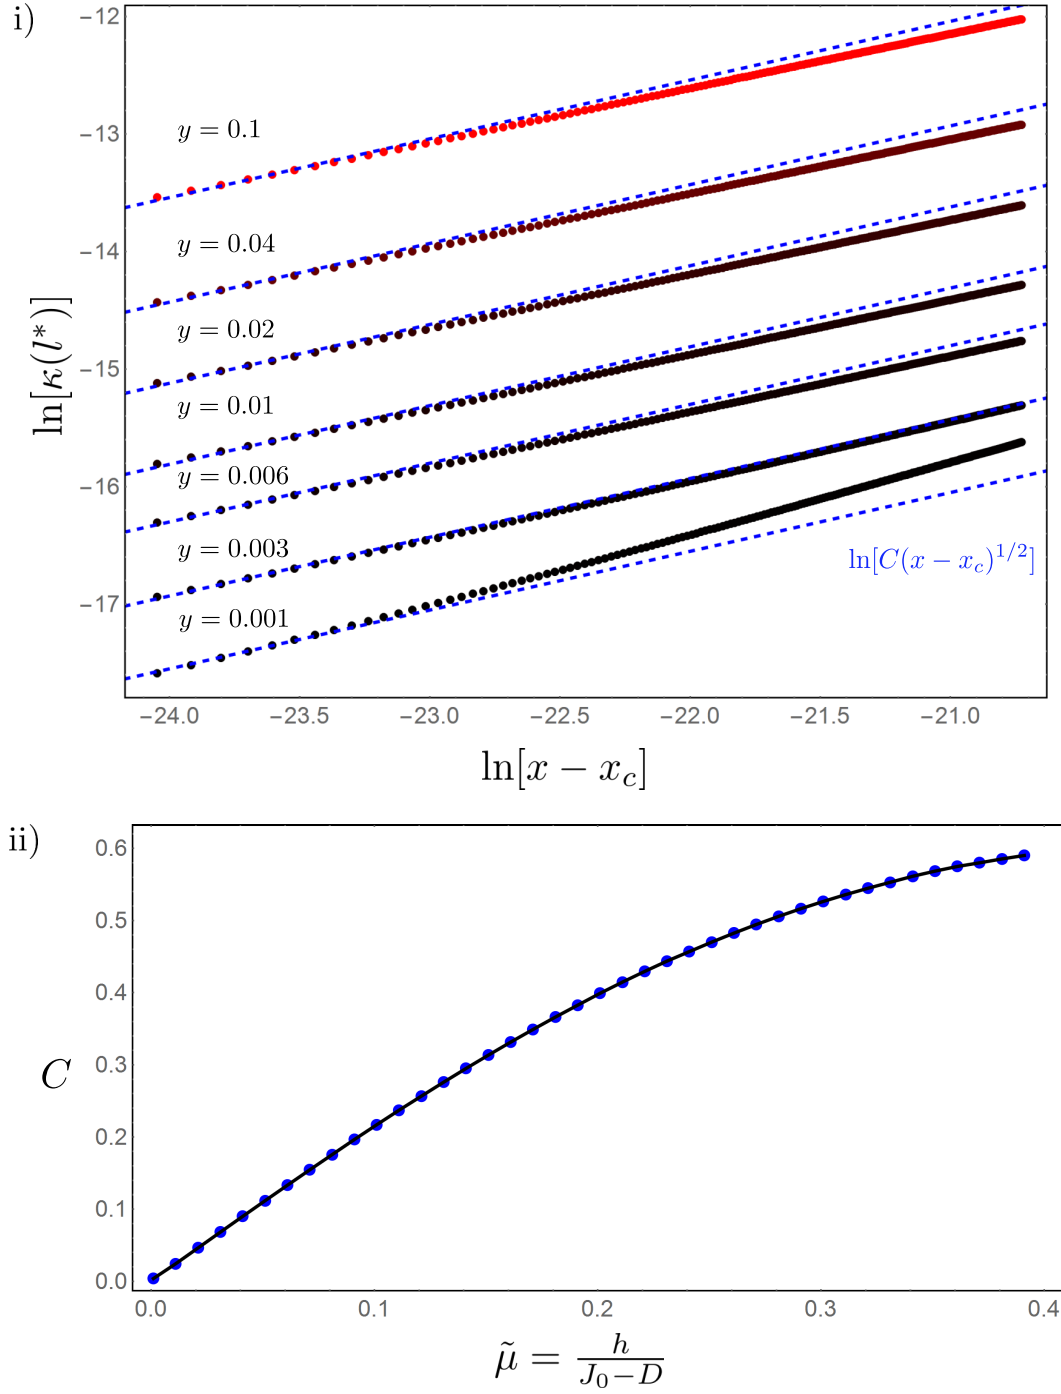 i)
−12
−13
−14
−15
−16
−17
ln[κ(l*)]
y = 0.1
y = 0.04
y = 0.02
y = 0.01
y = 0.006
y = 0.003
y = 0.001
ln[C(x − x_c)^{1/2}]
−24.0 −23.5 −23.0 −22.5 −22.0 −21.5 −21.0
ln[x − x_c]
ii)
0.6
0.5
0.4
0.3
0.2
0.1
0.0
C
0.0 0.1 0.2 0.3 0.4
μ̃ = h/(J₀−D)